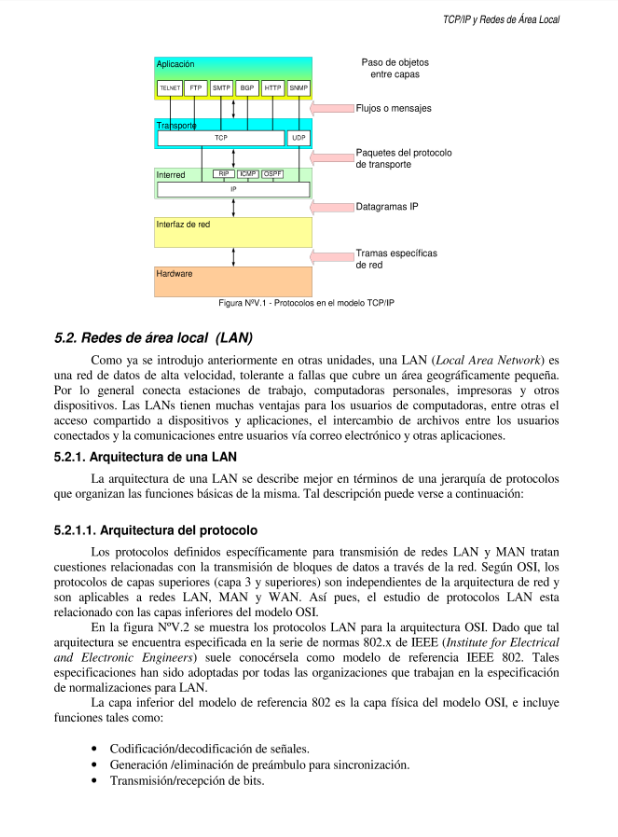 TCP/IP y Redes de Área Local
Aplicación
TELNET FTP SMTP BGP HTTP SNMP
Paso de objetos
entre capas
Flujos o mensajes
Transporte
TCP UDP
Paquetes del protocolo
de transporte
Interred RIP ICMP OSPF
IP
Datagramas IP
Interfaz de red
Tramas específicas
de red
Hardware
Figura NºV.1 - Protocolos en el modelo TCP/IP
5.2. Redes de área local (LAN)
Como ya se introdujo anteriormente en otras unidades, una LAN (Local Area Network) es
una red de datos de alta velocidad, tolerante a fallas que cubre un área geográficamente pequeña.
Por lo general conecta estaciones de trabajo, computadoras personales, impresoras y otros
dispositivos. Las LANs tienen muchas ventajas para los usuarios de computadoras, entre otras el
acceso compartido a dispositivos y aplicaciones, el intercambio de archivos entre los usuarios
conectados y la comunicaciones entre usuarios vía correo electrónico y otras aplicaciones.
5.2.1. Arquitectura de una LAN
La arquitectura de una LAN se describe mejor en términos de una jerarquía de protocolos
que organizan las funciones básicas de la misma. Tal descripción puede verse a continuación:
5.2.1.1. Arquitectura del protocolo
Los protocolos definidos específicamente para transmisión de redes LAN y MAN tratan
cuestiones relacionadas con la transmisión de bloques de datos a través de la red. Según OSI, los
protocolos de capas superiores (capa 3 y superiores) son independientes de la arquitectura de red y
son aplicables a redes LAN, MAN y WAN. Así pues, el estudio de protocolos LAN esta
relacionado con las capas inferiores del modelo OSI.
En la figura NºV.2 se muestra los protocolos LAN para la arquitectura OSI. Dado que tal
arquitectura se encuentra especificada en la serie de normas 802.x de IEEE (Institute for Electrical
and Electronic Engineers) suele conocérsela como modelo de referencia IEEE 802. Tales
especificaciones han sido adoptadas por todas las organizaciones que trabajan en la especificación
de normalizaciones para LAN.
La capa inferior del modelo de referencia 802 es la capa física del modelo OSI, e incluye
funciones tales como:
• Codificación/decodificación de señales.
• Generación /eliminación de preámbulo para sincronización.
• Transmisión/recepción de bits.